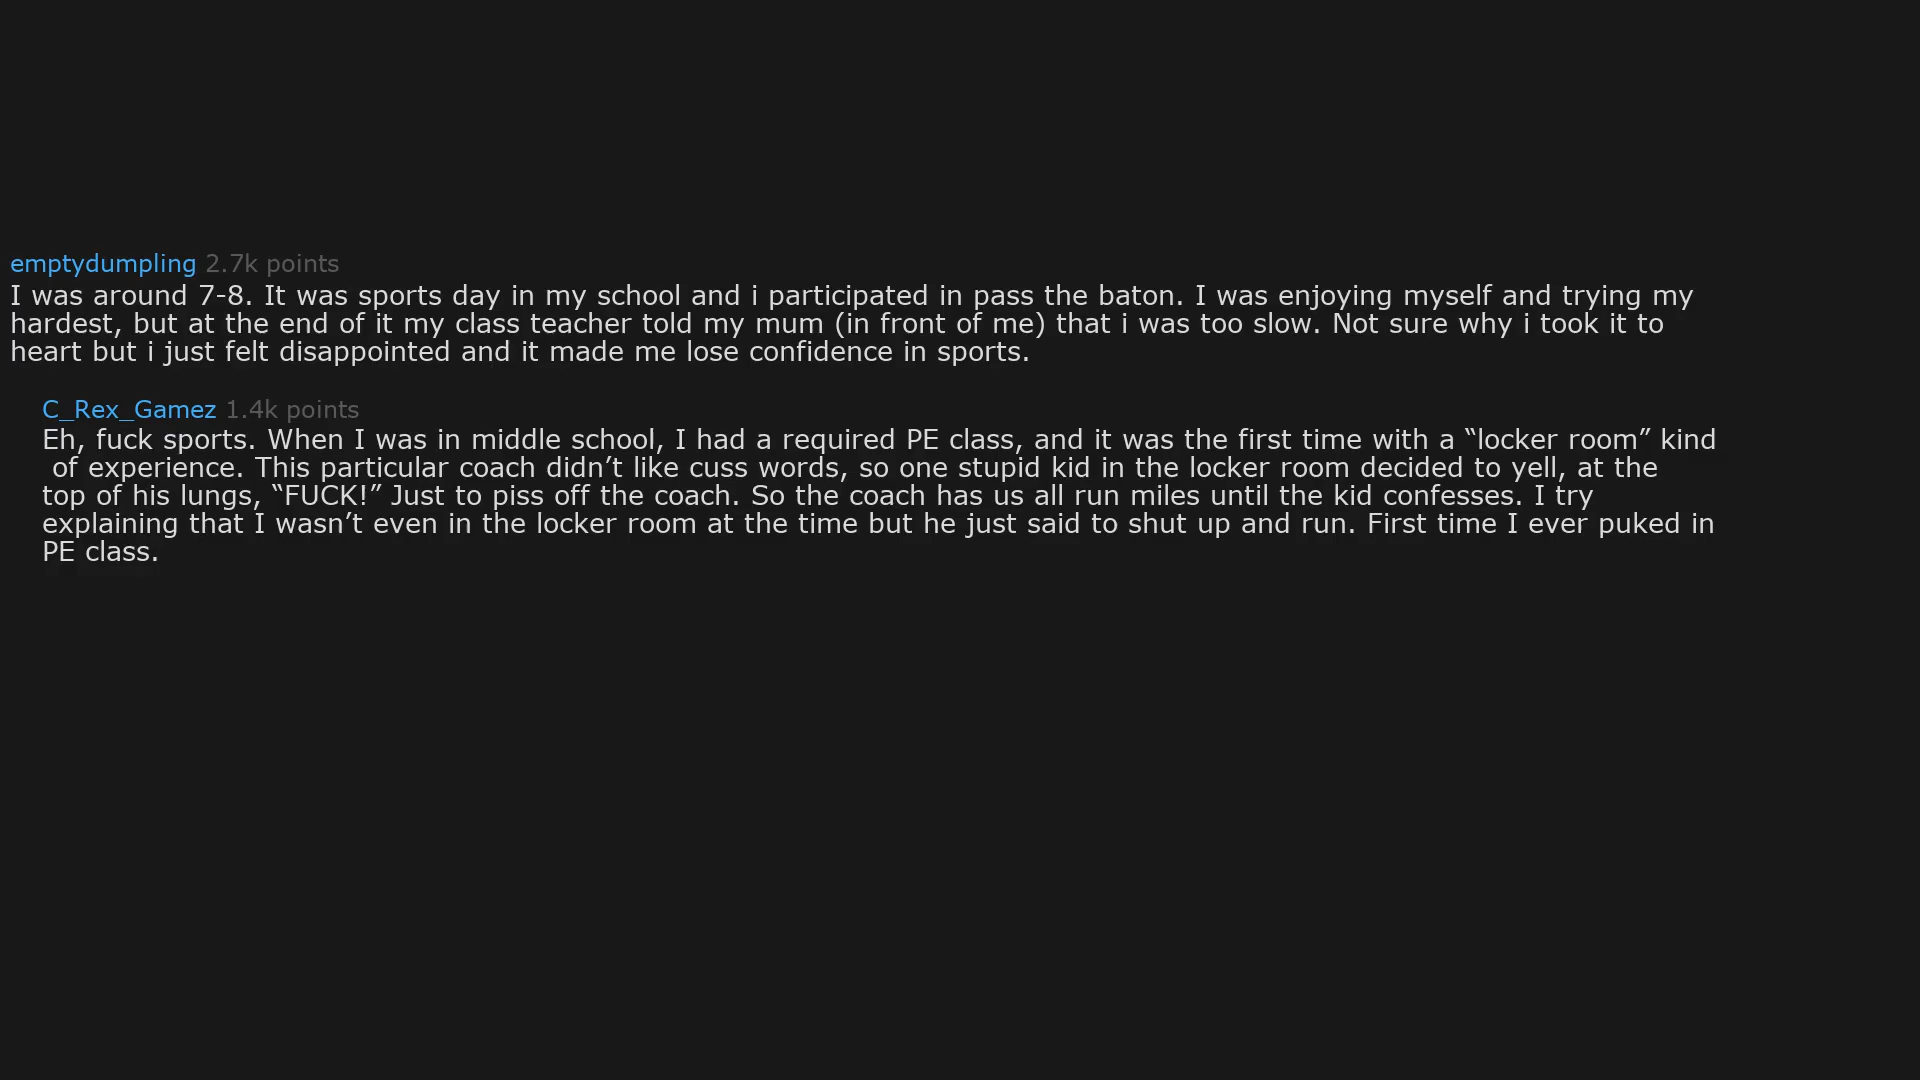 emptydumpling 2.7k points
I was around 7-8. It was sports day in my school and i participated in pass the baton. I was enjoying myself and trying my
hardest, but at the end of it my class teacher told my mum (in front of me) that i was too slow. Not sure why i took it to
heart but i just felt disappointed and it made me lose confidence in sports.
C_Rex_Gamez 1.4k points
Eh, fuck sports. When I was in middle school, I had a required PE class, and it was the first time with a “locker room” kind
of experience. This particular coach didn’t like cuss words, so one stupid kid in the locker room decided to yell, at the
top of his lungs, “FUCK!” Just to piss off the coach. So the coach has us all run miles until the kid confesses. I try
explaining that I wasn’t even in the locker room at the time but he just said to shut up and run. First time I ever puked in
PE class.